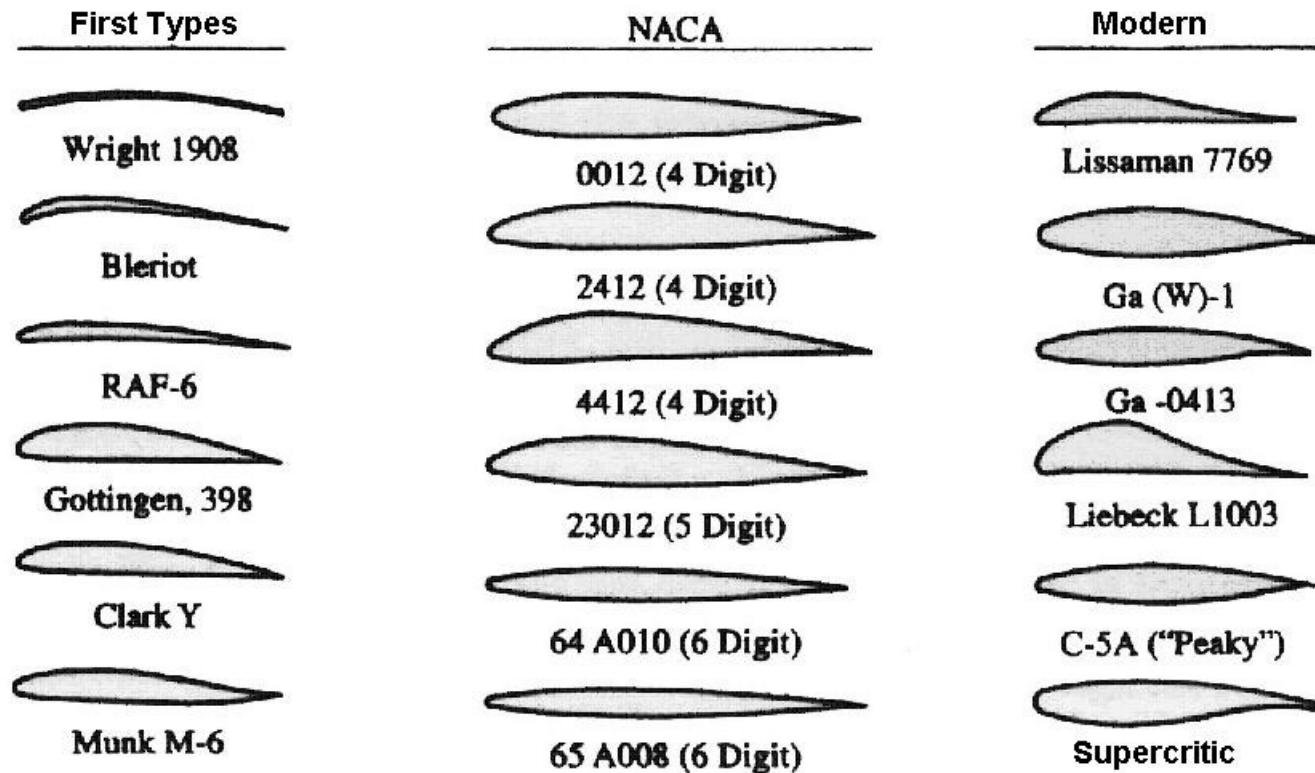 First Types
Wright 1908
Bleriot
RAF-6
Gottingen, 398
Clark Y
Munk M-6
NACA
0012 (4 Digit)
2412 (4 Digit)
4412 (4 Digit)
23012 (5 Digit)
64 A010 (6 Digit)
65 A008 (6 Digit)
Modern
Lissaman 7769
Ga (W)-1
Ga -0413
Liebeck L1003
C-5A (“Peaky”)
Supercritic